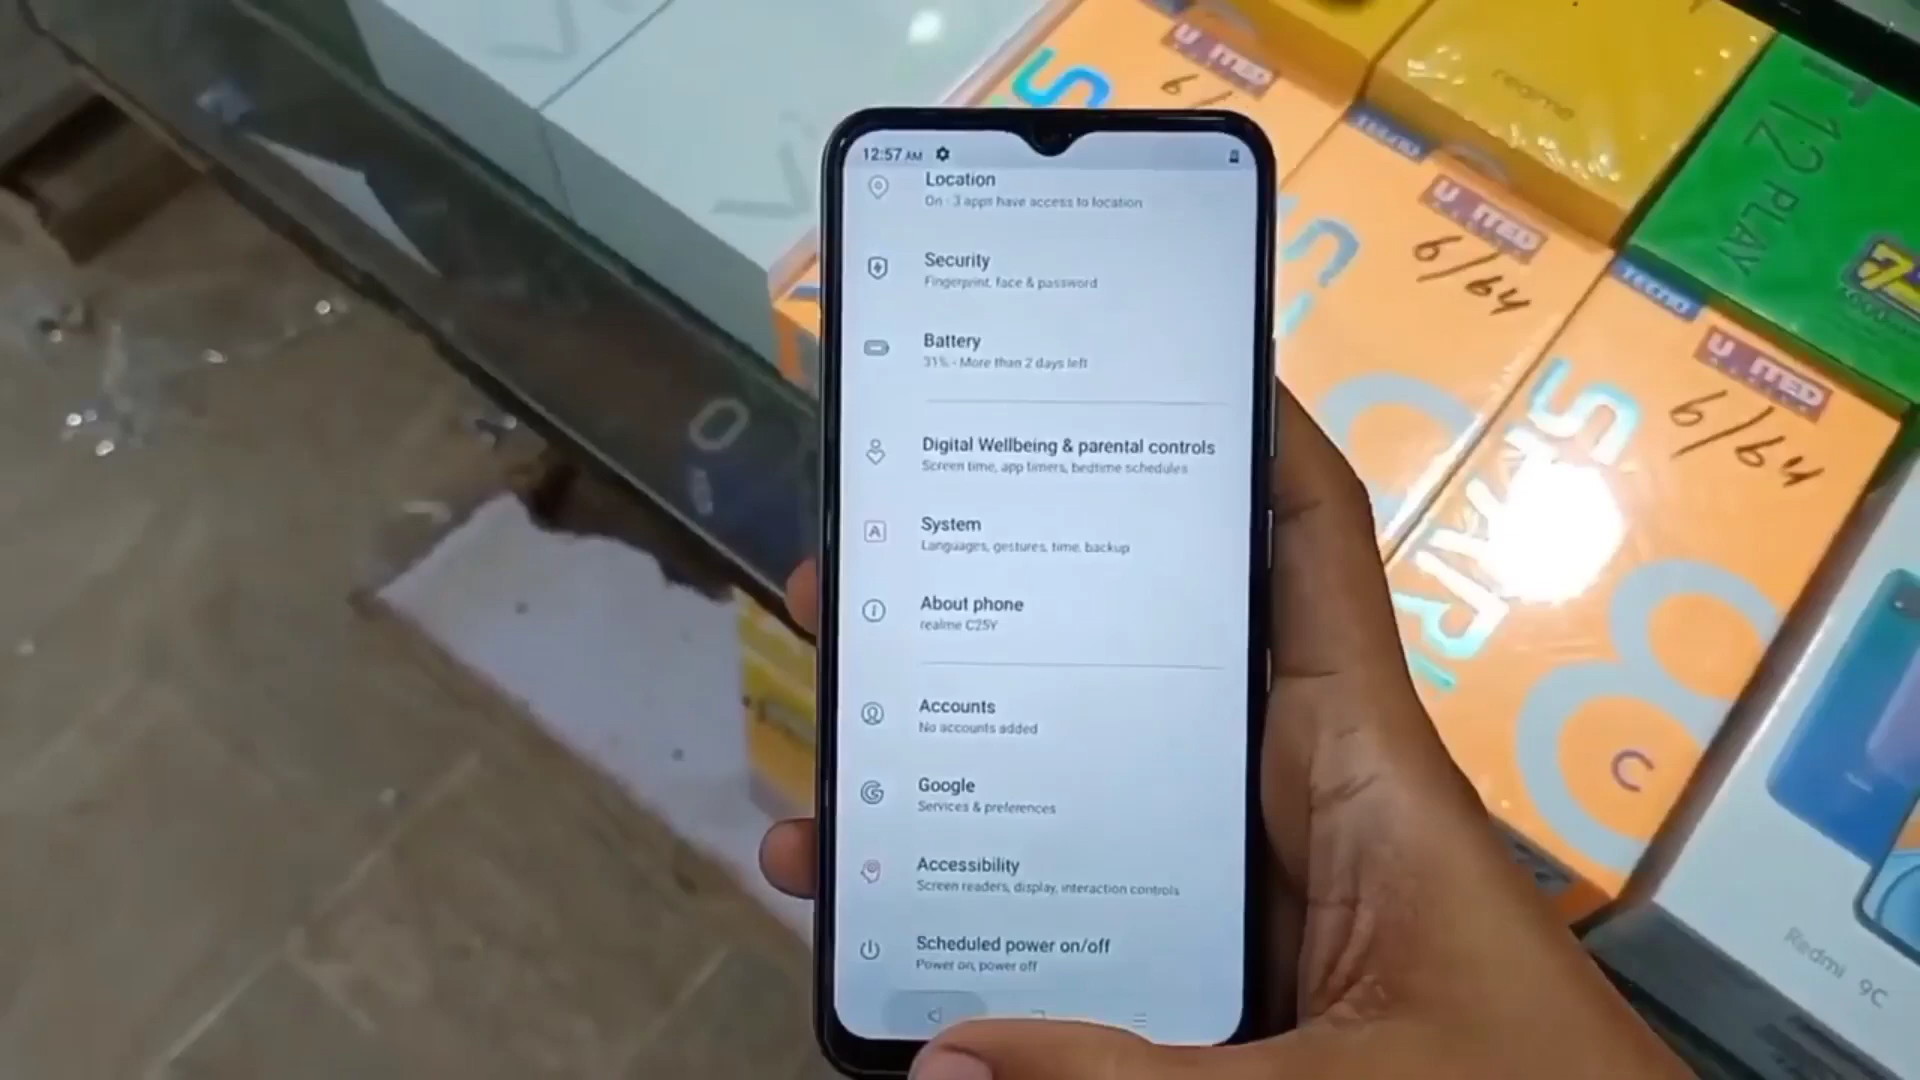 12:57 AM
Location
On - 3 apps have access to location
Security
Fingerprint, face & password
Battery
31% - More than 2 days left
Digital Wellbeing & parental controls
Screen time, app timers, bedtime schedules
System
Languages, gestures, time, backup
About phone
realme C25Y
Accounts
No accounts added
Google
Services & preferences
Accessibility
Screen readers, display, interaction controls
Scheduled power on/off
Power on, power off
realme
12 PLAY
TECNO
6/64
TECNO
6/64
SPARK
8
C
Redmi 9C